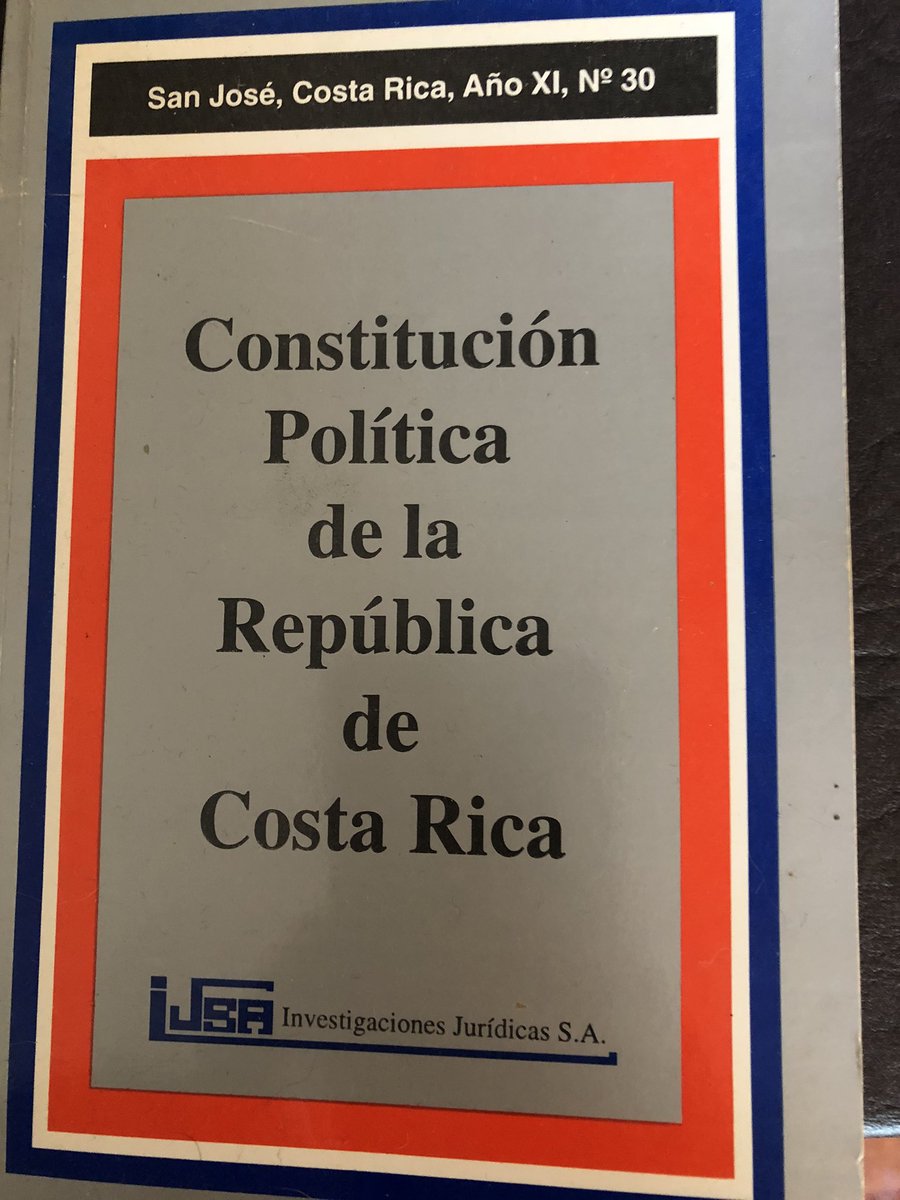 San José, Costa Rica, Año XI, Nº 30
Constitución
Política
de la
República
de
Costa Rica
IJSA Investigaciones Jurídicas S.A.